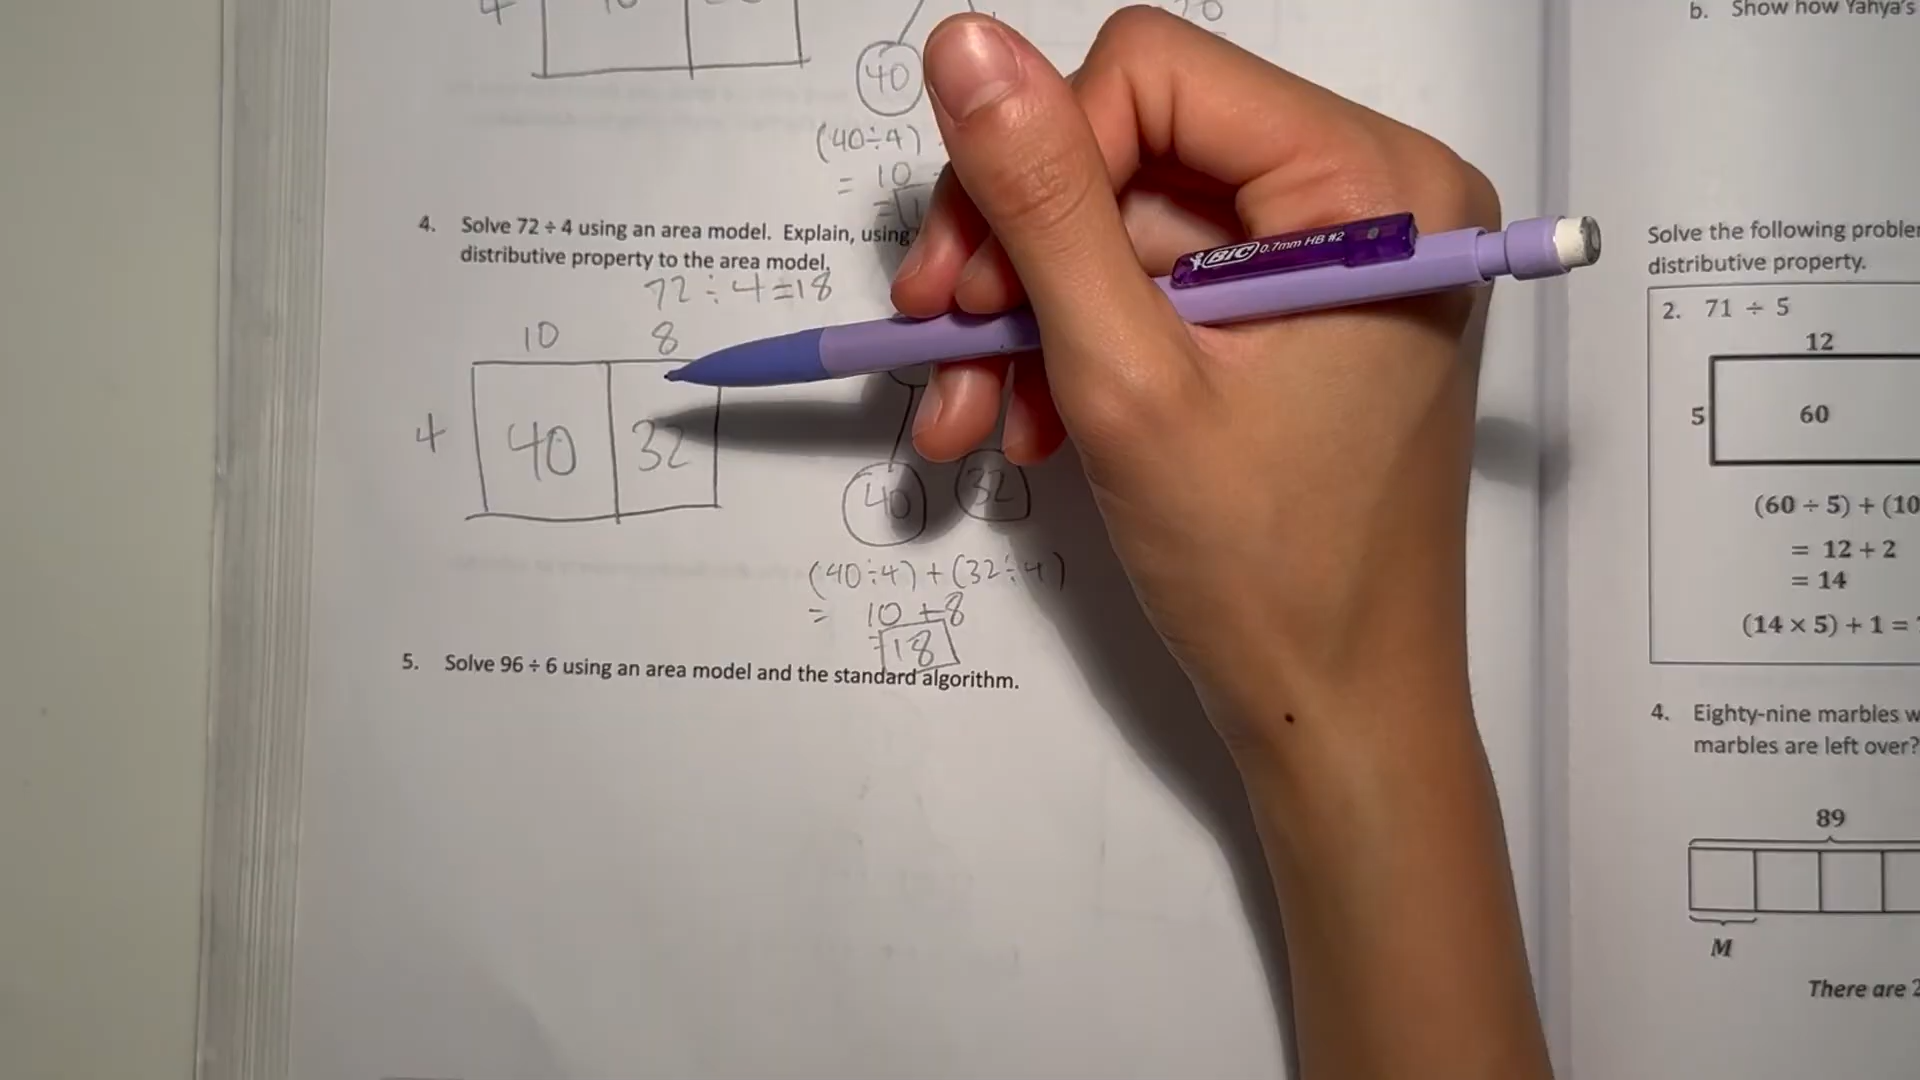 4
40
(40÷4)
= 10
4. Solve 72 ÷ 4 using an area model. Explain, using
distributive property to the area model.
72 ÷ 4 = 18
10 8
4 40 32
40 32
(40÷4) + (32÷4)
= 10 + 8
= 18
5. Solve 96 ÷ 6 using an area model and the standard algorithm.
BIC 0.7mm HB #2
b. Show how Yahya's
Solve the following
distributive property.
2. 71 ÷ 5
12
5 60
(60 ÷ 5) + (10
= 12 + 2
= 14
(14 × 5) + 1 =
4. Eighty-nine marbles
marbles are left over?
89
M
There are 2